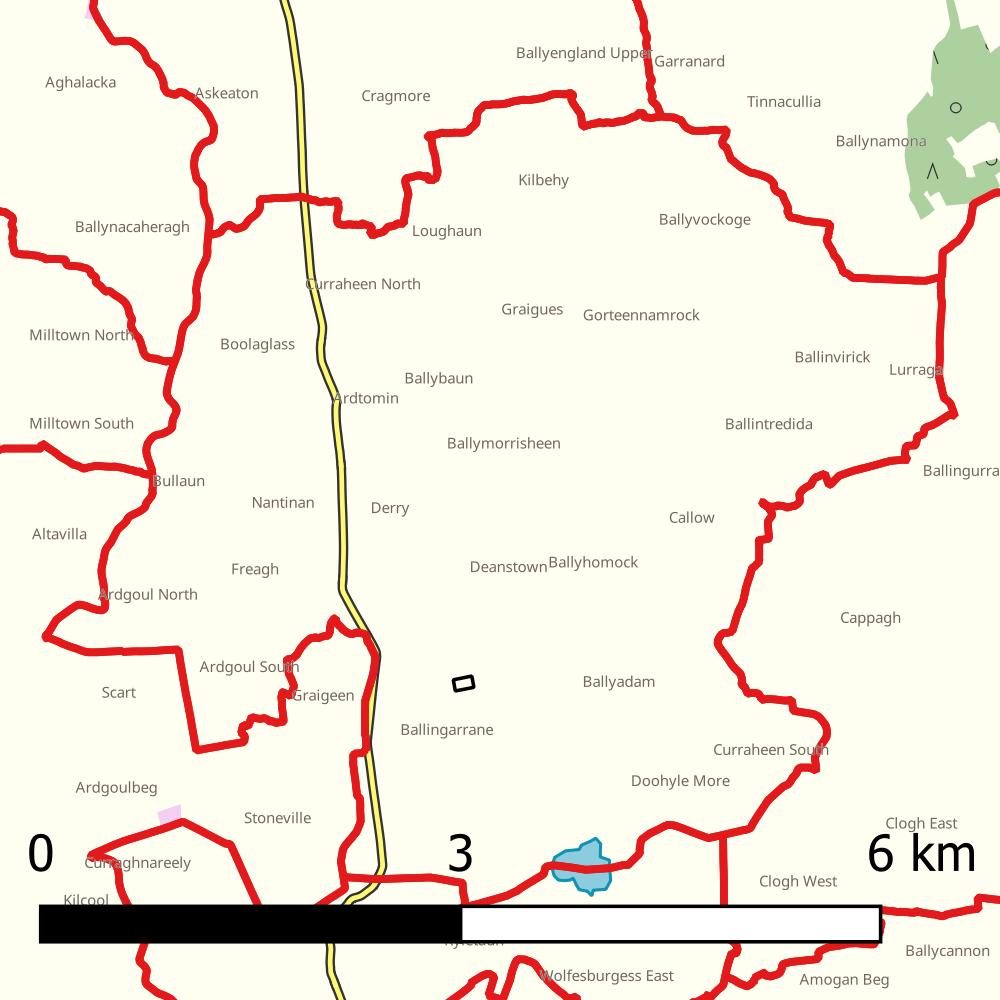 Ballyengland Upper
Garranard
Aghalacka
Askeaton
Cragmore
Tinnacullia
Ballynamona
Kilbehy
Ballynacaheragh
Loughaun
Ballyvockoge
Curraheen North
Graigues
Gorteennamrock
Milltown North
Boolaglass
Ballinvirick
Lurraga
Ballybaun
Ardtomin
Milltown South
Ballintredida
Ballymorrisheen
Ballingurra
Bullaun
Nantinan
Derry
Callow
Altavilla
Freagh
Deanstown
Ballyhomock
Ardgoul North
Cappagh
Ardgoul South
Scart
Graigeen
Ballyadam
Ballingarrane
Curraheen South
Doohyle More
Ardgoulbeg
Stoneville
Clogh East
0 3 6 km
Curraghnareely
Clogh West
Kilcool
Ballycannon
Wolfesburgess East
Amogan Beg